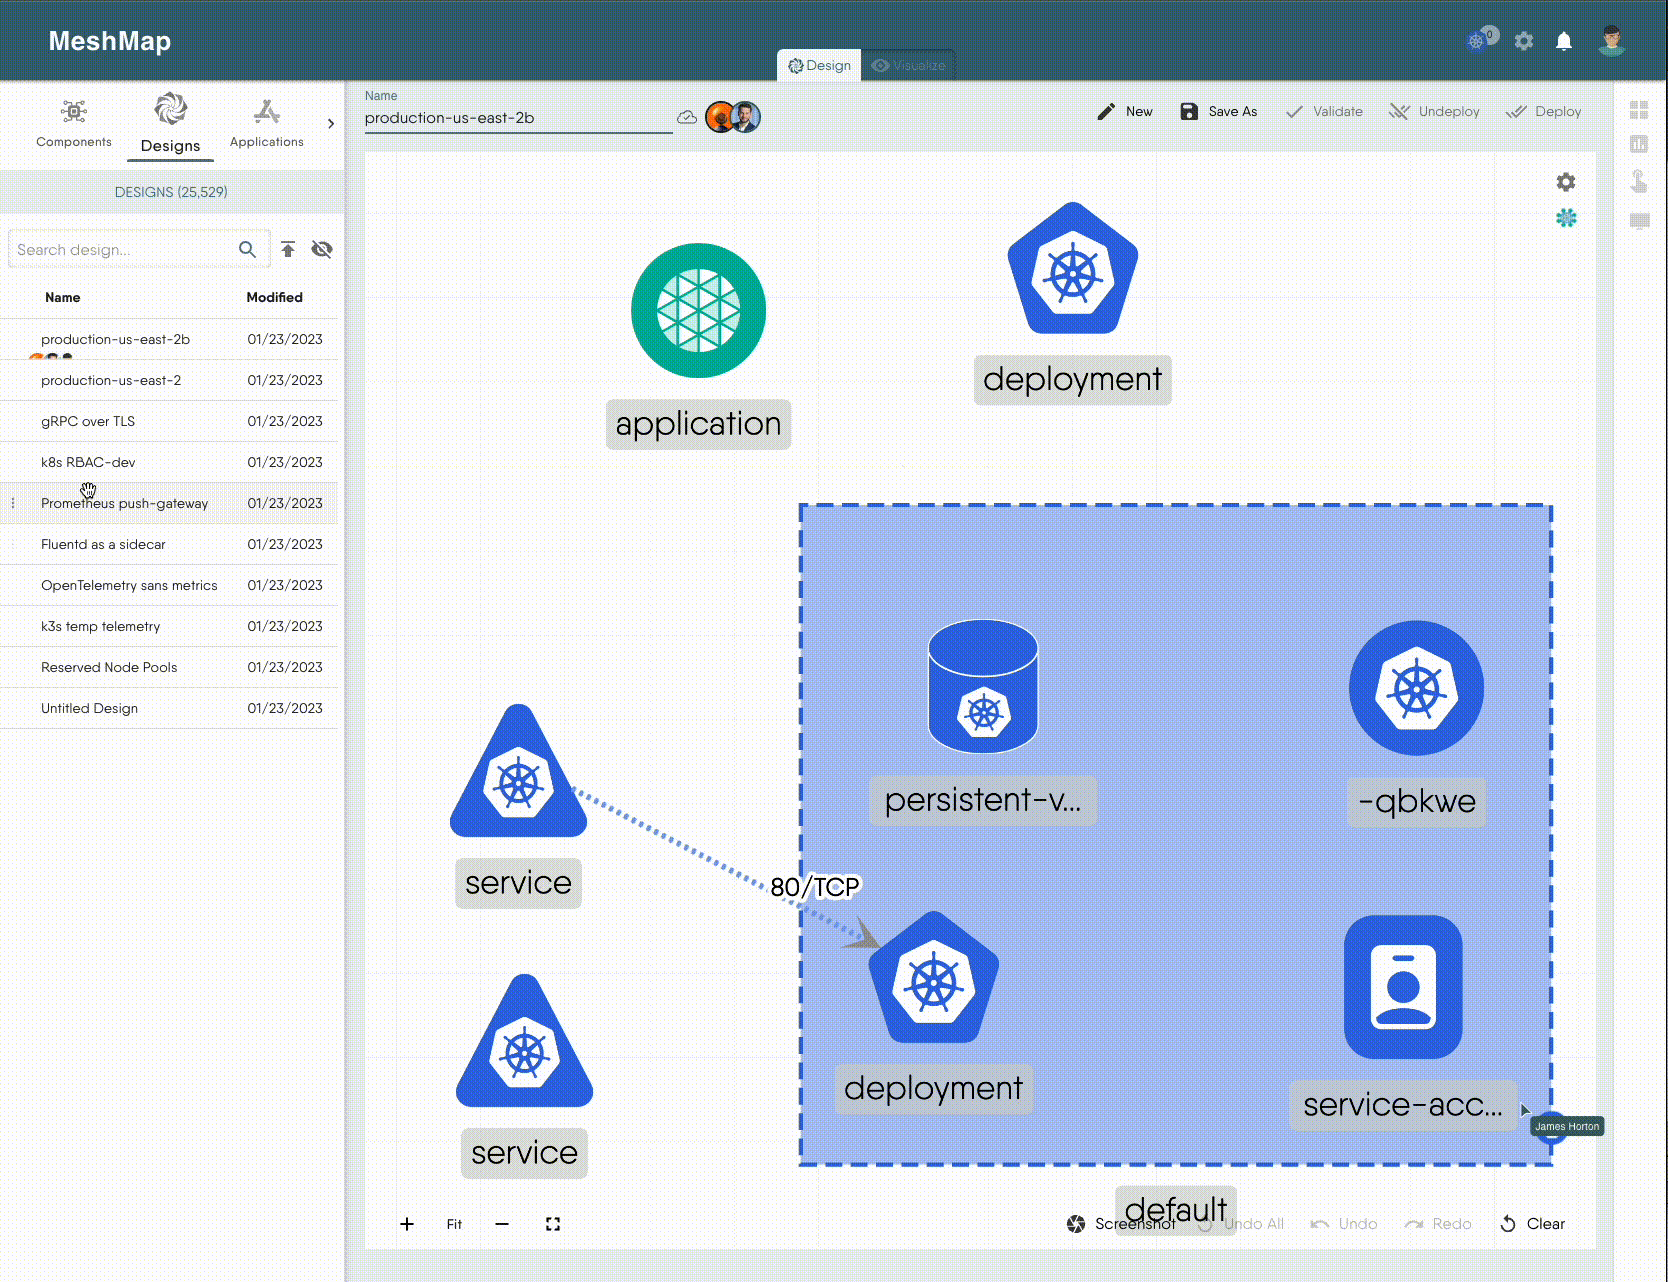 MeshMap
0
Design
Visualize
Components
Designs
Applications
DESIGNS (25,529)
Search design...
Name
Modified
production-us-east-2b
01/23/2023
production-us-east-2
01/23/2023
gRPC over TLS
01/23/2023
k8s RBAC-dev
01/23/2023
Prometheus push-gateway
01/23/2023
Fluentd as a sidecar
01/23/2023
OpenTelemetry sans metrics
01/23/2023
k3s temp telemetry
01/23/2023
Reserved Node Pools
01/23/2023
Untitled Design
01/23/2023
Name
production-us-east-2b
New
Save As
Validate
Undeploy
Deploy
application
deployment
persistent-v...
-qbkwe
service
80/TCP
deployment
service-acc...
James Horton
service
default
Fit
Screenshot
Undo All
Undo
Redo
Clear